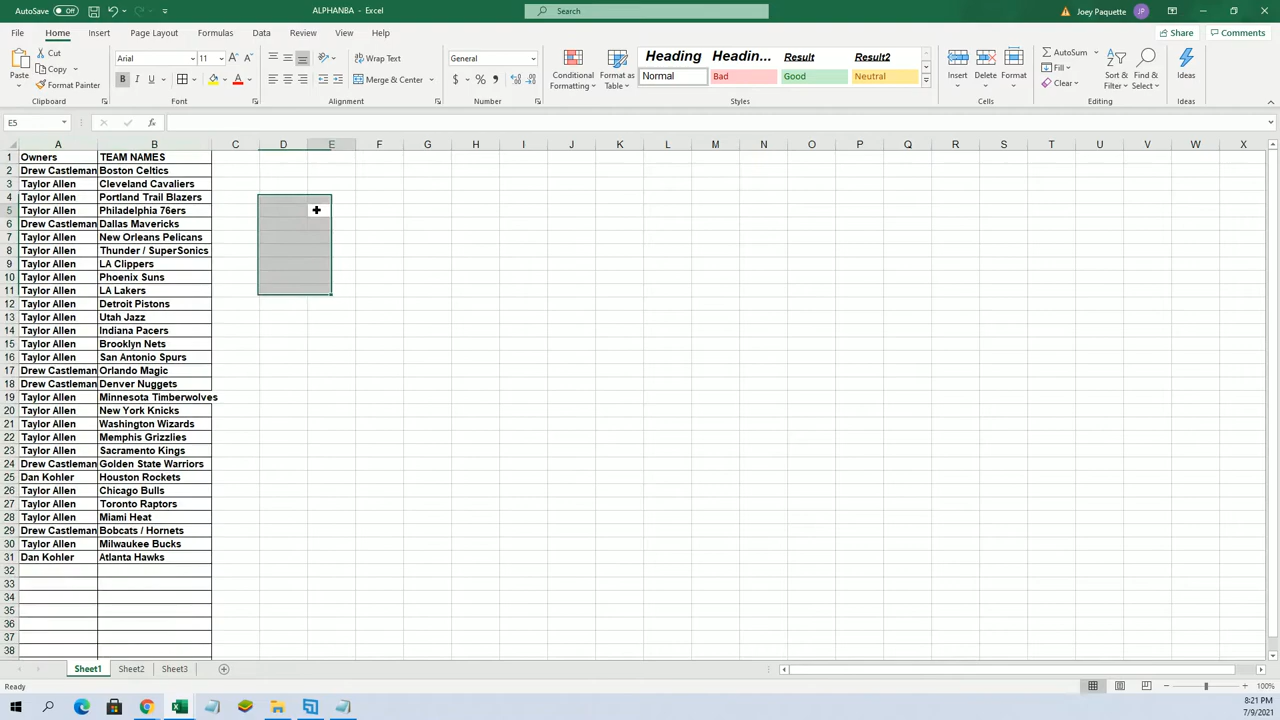 AutoSave Off ALPHANBA - Excel Search Joey Paquette JP
File Home Insert Page Layout Formulas Data Review View Help Share Comments
Paste Cut Copy Format Painter Clipboard
Arial 11 A A B I U A Font
Wrap Text Merge & Center Alignment
General $ % Number
Conditional Formatting Format as Table
Heading Headin... Result Result2
Normal Bad Good Neutral
Styles
Insert Delete Format Cells
AutoSum Fill Clear Sort & Filter Find & Select Editing
Ideas Ideas
E5 fx
A B C D E F G H I J K L M N O P Q R S T U V W X
1 Owners TEAM NAMES
2 Drew Castleman Boston Celtics
3 Taylor Allen Cleveland Cavaliers
4 Taylor Allen Portland Trail Blazers
5 Taylor Allen Philadelphia 76ers
6 Drew Castleman Dallas Mavericks
7 Taylor Allen New Orleans Pelicans
8 Taylor Allen Thunder / SuperSonics
9 Taylor Allen LA Clippers
10 Taylor Allen Phoenix Suns
11 Taylor Allen LA Lakers
12 Taylor Allen Detroit Pistons
13 Taylor Allen Utah Jazz
14 Taylor Allen Indiana Pacers
15 Taylor Allen Brooklyn Nets
16 Taylor Allen San Antonio Spurs
17 Drew Castleman Orlando Magic
18 Drew Castleman Denver Nuggets
19 Taylor Allen Minnesota Timberwolves
20 Taylor Allen New York Knicks
21 Taylor Allen Washington Wizards
22 Taylor Allen Memphis Grizzlies
23 Taylor Allen Sacramento Kings
24 Drew Castleman Golden State Warriors
25 Dan Kohler Houston Rockets
26 Taylor Allen Chicago Bulls
27 Taylor Allen Toronto Raptors
28 Taylor Allen Miami Heat
29 Drew Castleman Bobcats / Hornets
30 Taylor Allen Milwaukee Bucks
31 Dan Kohler Atlanta Hawks
32
33
34
35
36
37
38
Sheet1 Sheet2 Sheet3
Ready 100%
8:21 PM
7/9/2021